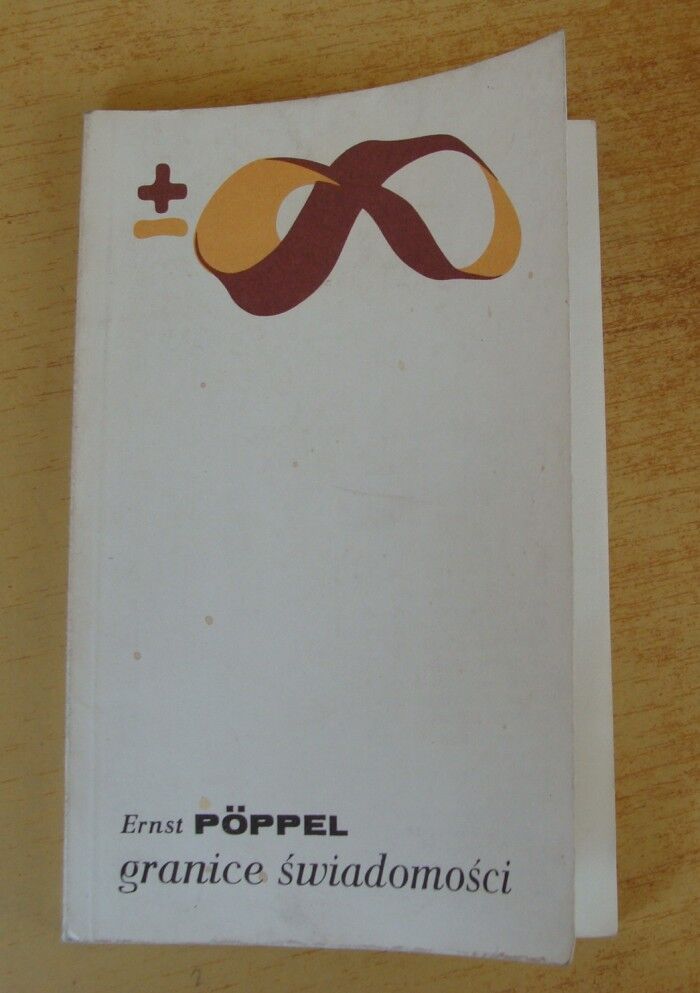 ±∞
Ernst PÖPPEL
granice świadomości